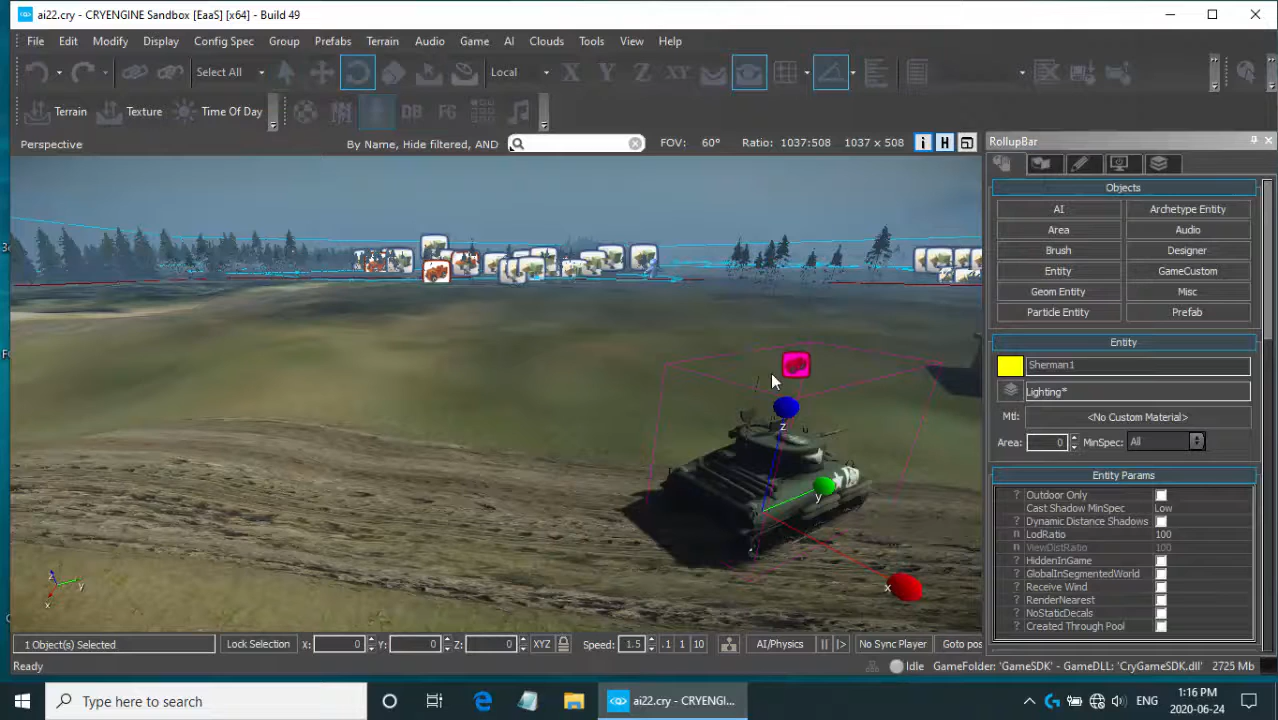 ai22.cry - CRYENGINE Sandbox [EaaS] [x64] - Build 49
File Edit Modify Display Config Spec Group Prefabs Terrain Audio Game AI Clouds Tools View Help
Select All Local X Y Z XY
Terrain Texture Time Of Day DB FG
Perspective By Name, Hide filtered, AND FOV: 60° Ratio: 1037:508 1037 x 508 i H
RollupBar
Objects
AI Archetype Entity
Area Audio
Brush Designer
Entity GameCustom
Geom Entity Misc
Particle Entity Prefab
Entity
Sherman1
Lighting*
Mtl: <No Custom Material>
Area: 0 MinSpec: All
Entity Params
? Outdoor Only
Cast Shadow MinSpec Low
? Dynamic Distance Shadows
n LodRatio 100
n ViewDistRatio 100
? HiddenInGame
? GlobalInSegmentedWorld
? Receive Wind
? RenderNearest
? NoStaticDecals
? Created Through Pool
z
y
x
z
y
x
1 Object(s) Selected Lock Selection X: 0 Y: 0 Z: 0 XYZ Speed: 1.5 .1 1 10 AI/Physics No Sync Player Goto pos
Ready Idle GameFolder: 'GameSDK' - GameDLL: 'CryGameSDK.dll' 2725 Mb
Type here to search ai22.cry - CRYENGI... ENG 1:16 PM
2020-06-24